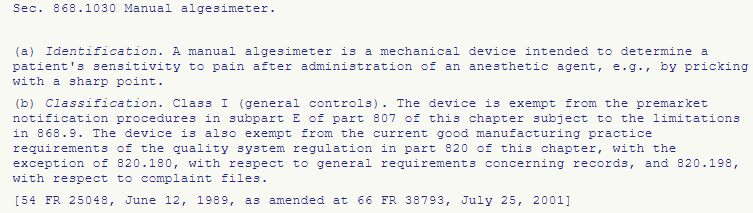 Sec. 868.1030 Manual algesimeter.
(a) Identification. A manual algesimeter is a mechanical device intended to determine a
patient's sensitivity to pain after administration of an anesthetic agent, e.g., by pricking
with a sharp point.
(b) Classification. Class I (general controls). The device is exempt from the premarket
notification procedures in subpart E of part 807 of this chapter subject to the limitations
in 868.9. The device is also exempt from the current good manufacturing practice
requirements of the quality system regulation in part 820 of this chapter, with the
exception of 820.180, with respect to general requirements concerning records, and 820.198,
with respect to complaint files.
[54 FR 25048, June 12, 1989, as amended at 66 FR 38793, July 25, 2001]